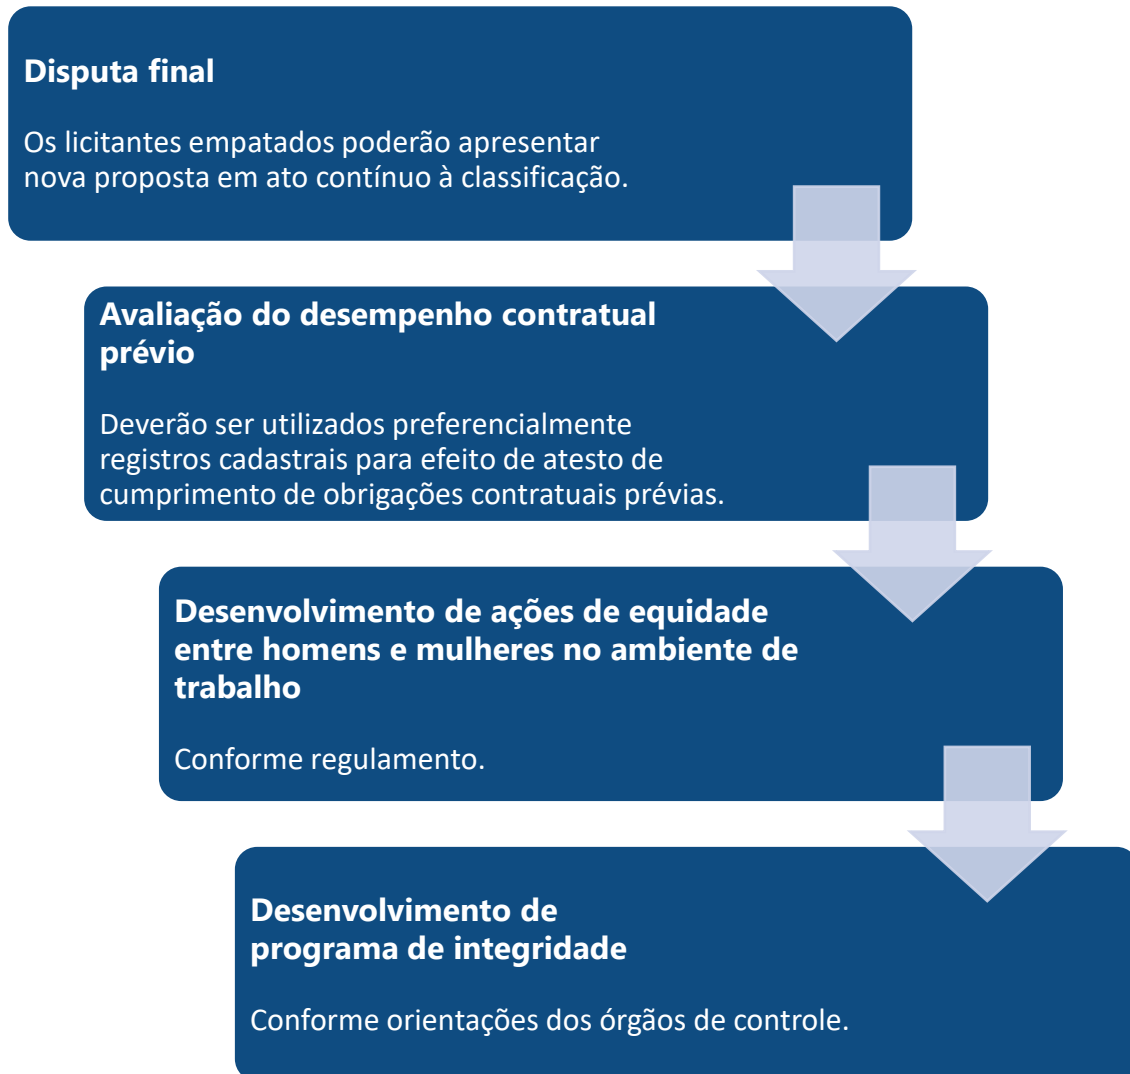 Disputa final
Os licitantes empatados poderão apresentar
nova proposta em ato contínuo à classificação.
Avaliação do desempenho contratual
prévio
Deverão ser utilizados preferencialmente
registros cadastrais para efeito de atesto de
cumprimento de obrigações contratuais prévias.
Desenvolvimento de ações de equidade
entre homens e mulheres no ambiente de
trabalho
Conforme regulamento.
Desenvolvimento de
programa de integridade
Conforme orientações dos órgãos de controle.